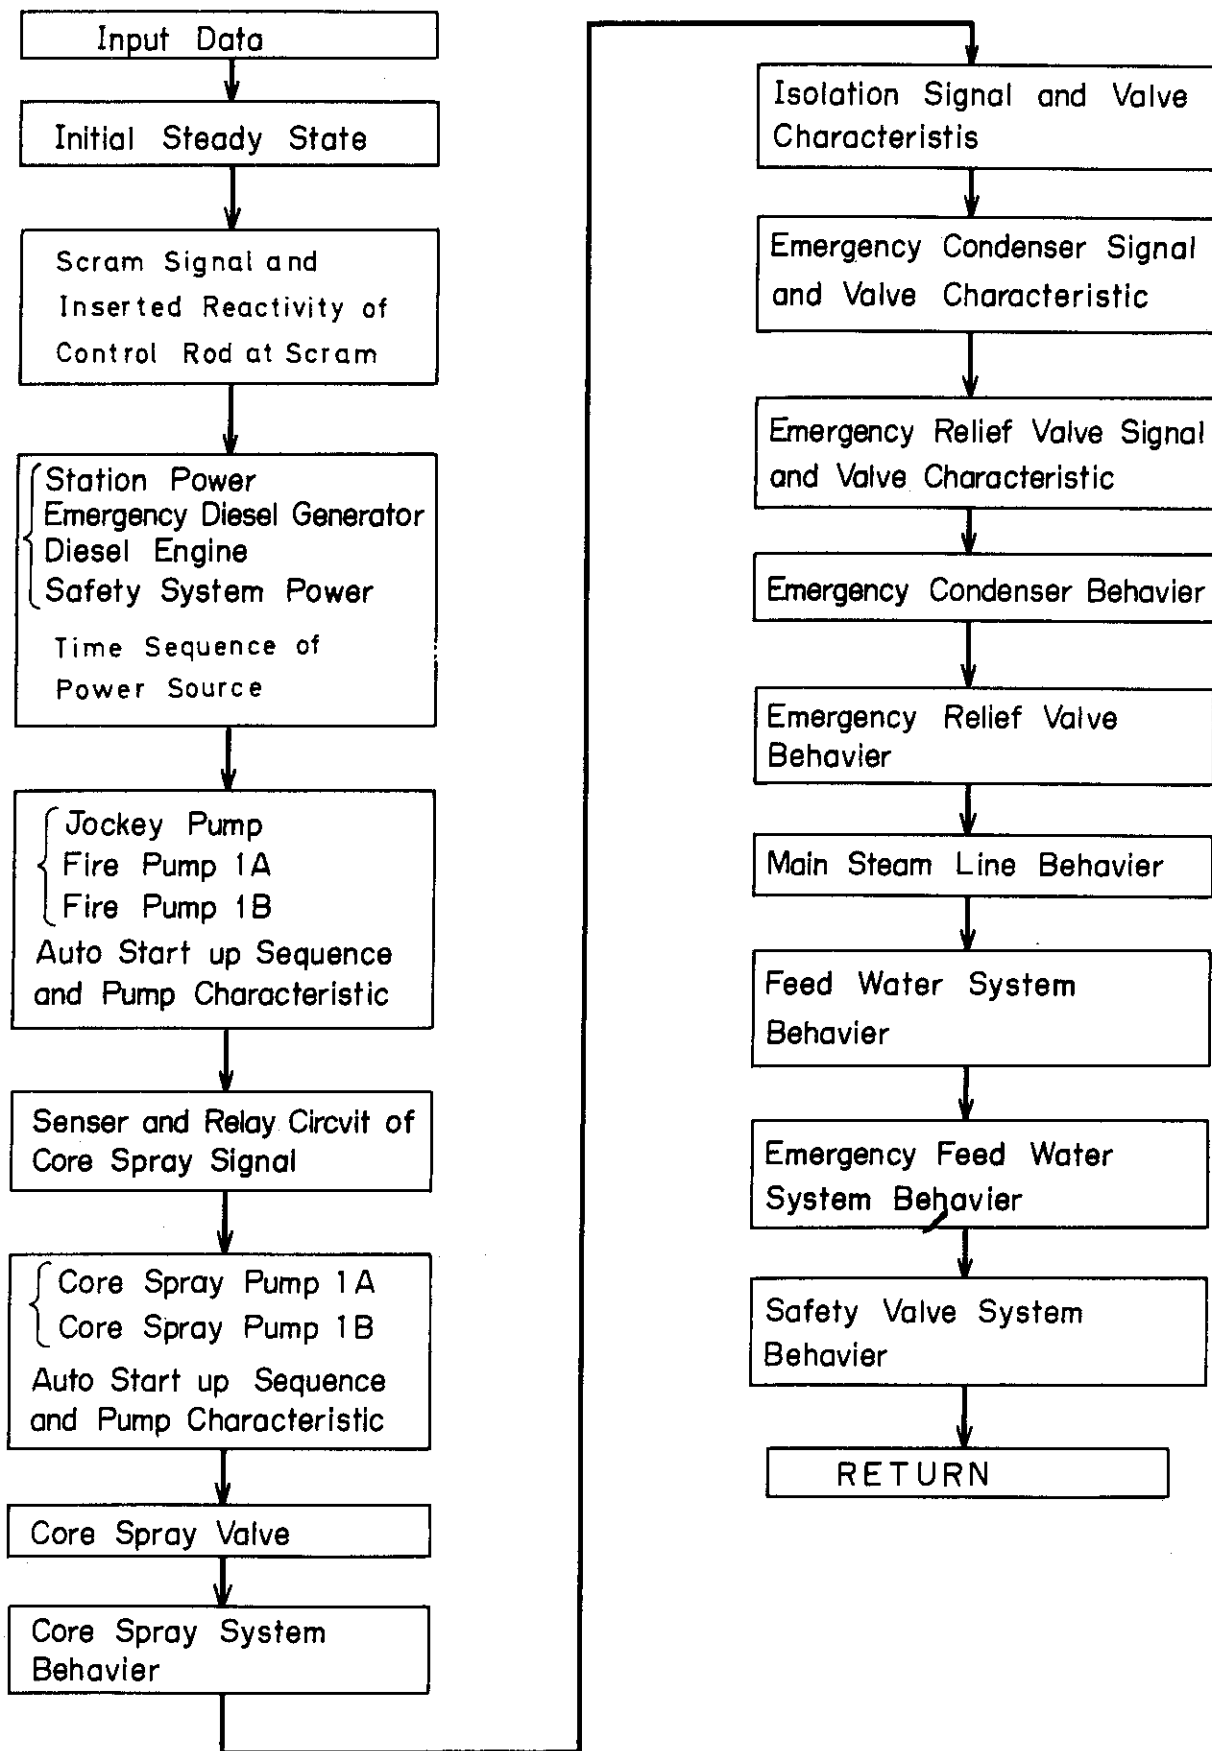 Input Data
Initial Steady State
Scram Signal and
Inserted Reactivity of
Control Rod at Scram
Station Power
Emergency Diesel Generator
Diesel Engine
Safety System Power
Time Sequence of
Power Source
Jockey Pump
Fire Pump 1A
Fire Pump 1B
Auto Start up Sequence
and Pump Characteristic
Senser and Relay Circvit of
Core Spray Signal
Core Spray Pump 1A
Core Spray Pump 1B
Auto Start up Sequence
and Pump Characteristic
Core Spray Valve
Core Spray System
Behavier
Isolation Signal and Valve
Characteristis
Emergency Condenser Signal
and Valve Characteristic
Emergency Relief Valve Signal
and Valve Characteristic
Emergency Condenser Behavier
Emergency Relief Valve
Behavier
Main Steam Line Behavier
Feed Water System
Behavier
Emergency Feed Water
System Behavier
Safety Valve System
Behavier
RETURN